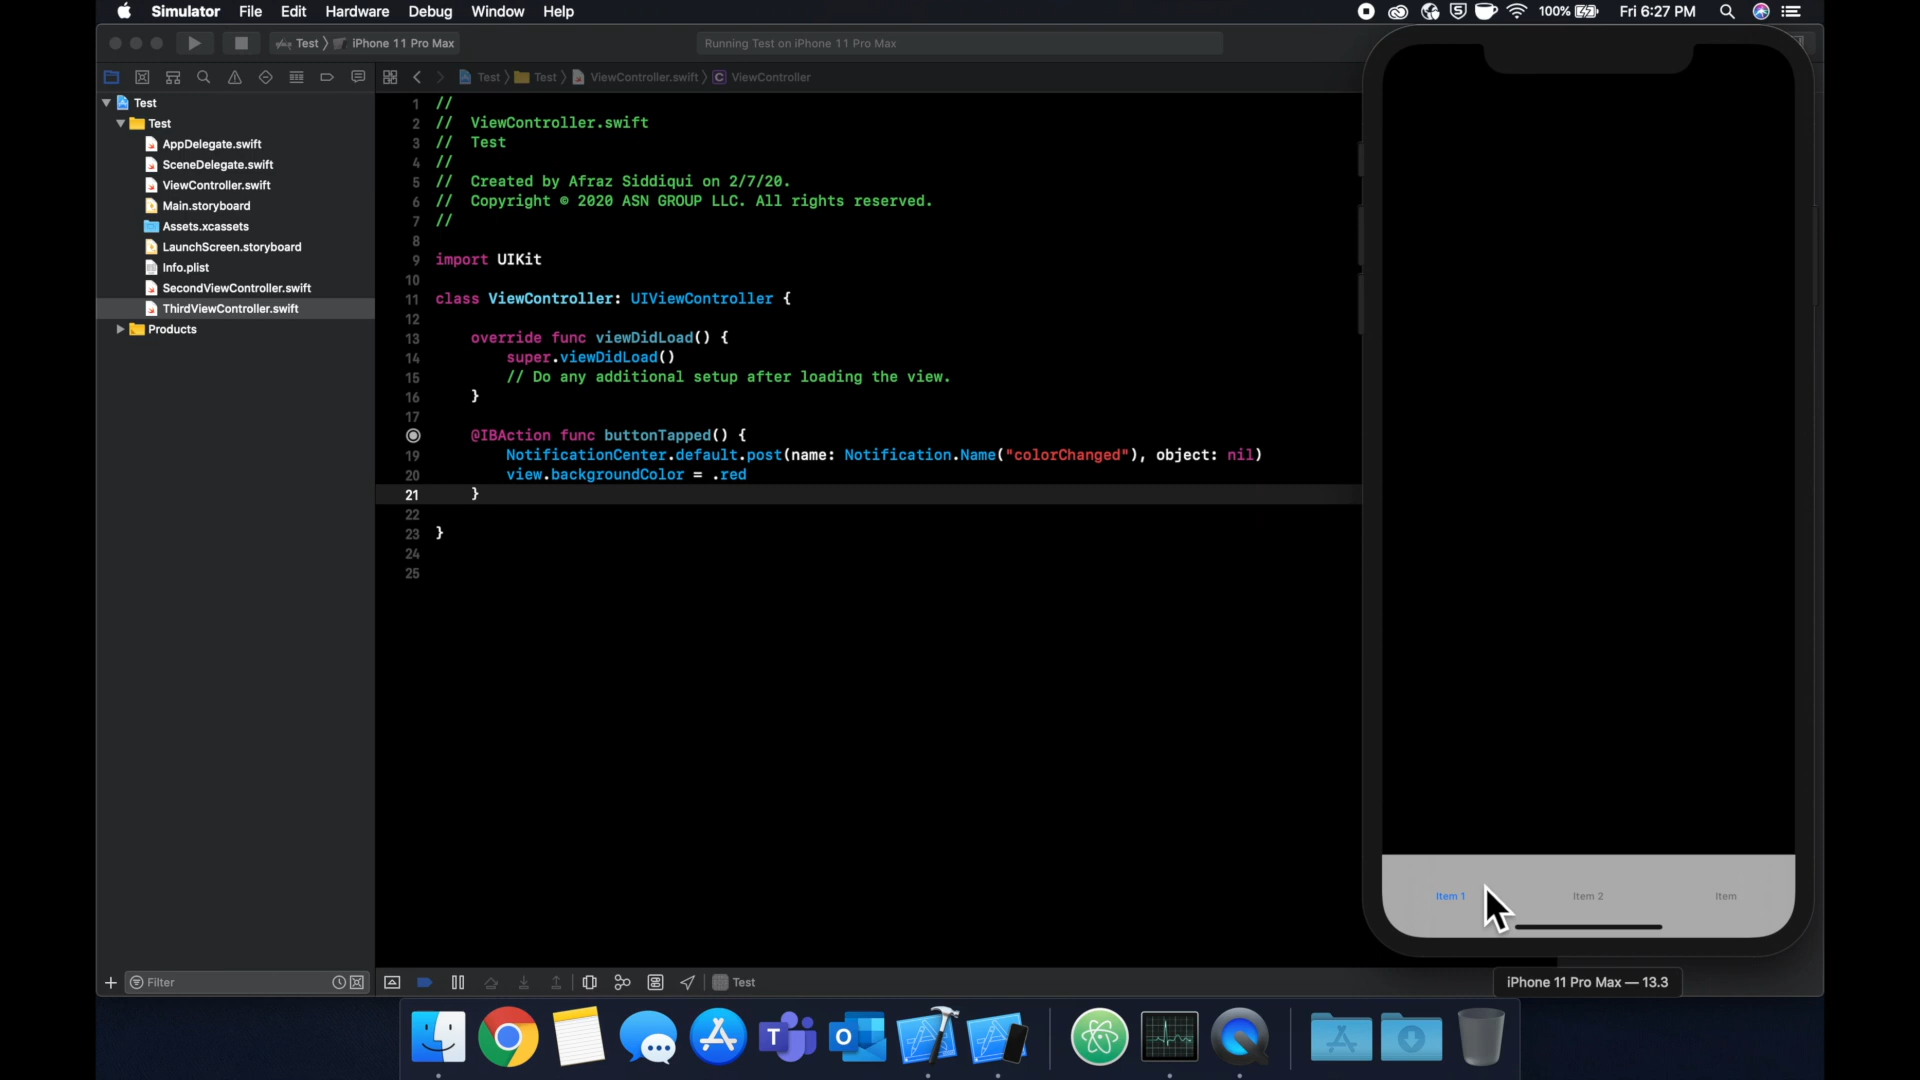 Simulator File Edit Hardware Debug Window Help
100% Fri 6:27 PM
Test iPhone 11 Pro Max
Running Test on iPhone 11 Pro Max
Test Test ViewController.swift C ViewController
Test
Test
AppDelegate.swift
SceneDelegate.swift
ViewController.swift
Main.storyboard
Assets.xcassets
LaunchScreen.storyboard
Info.plist
SecondViewController.swift
ThirdViewController.swift
Products
1 //
2 // ViewController.swift
3 // Test
4 //
5 // Created by Afraz Siddiqui on 2/7/20.
6 // Copyright © 2020 ASN GROUP LLC. All rights reserved.
7 //
8
9 import UIKit
10
11 class ViewController: UIViewController {
12
13 override func viewDidLoad() {
14 super.viewDidLoad()
15 // Do any additional setup after loading the view.
16 }
17
@IBAction func buttonTapped() {
19 NotificationCenter.default.post(name: Notification.Name("colorChanged"), object: nil)
20 view.backgroundColor = .red
21 }
22
23 }
24
25
Item 1 Item 2 Item
Filter
Test
iPhone 11 Pro Max — 13.3